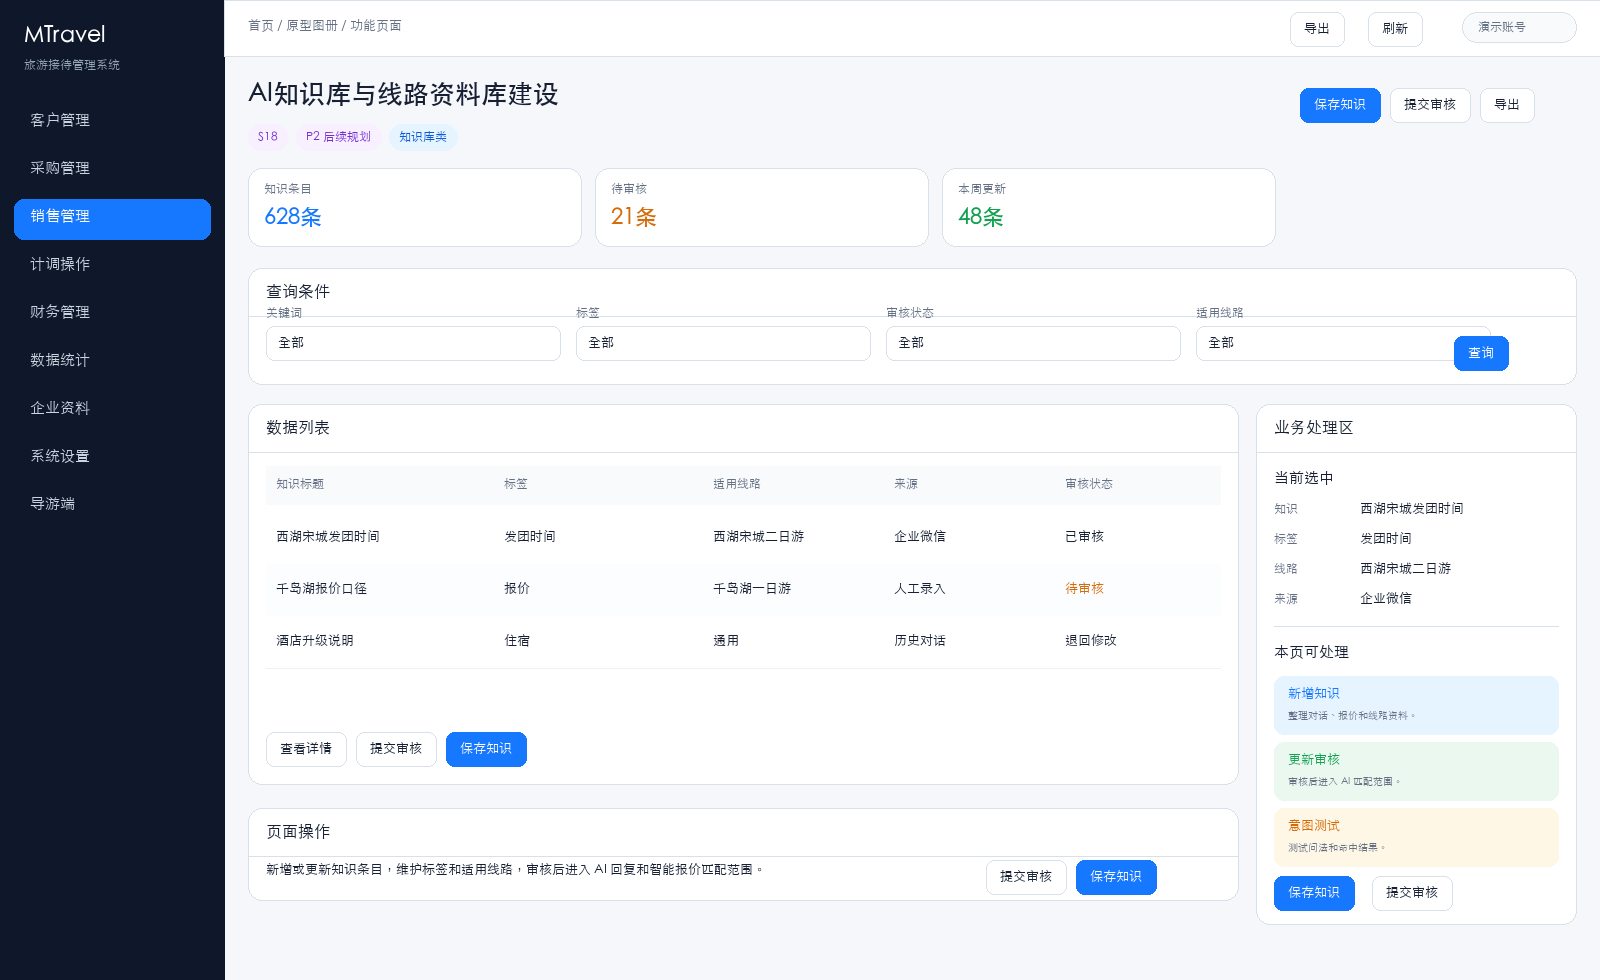 MTravel
旅游接待管理系统
客户管理
采购管理
销售管理
计调操作
财务管理
数据统计
企业资料
系统设置
导游端
首页 / 原型图册 / 功能页面
导出
刷新
演示账号
AI知识库与线路资料库建设
S18
P2 后续规划
知识库类
保存知识
提交审核
导出
知识条目
628条
待审核
21条
本周更新
48条
查询条件
关键词
标签
审核状态
适用线路
全部
全部
全部
全部
查询
数据列表
知识标题 标签 适用线路 来源 审核状态
西湖宋城发团时间 发团时间 西湖宋城二日游 企业微信 已审核
千岛湖报价口径 报价 千岛湖一日游 人工录入 待审核
酒店升级说明 住宿 通用 历史对话 退回修改
查看详情
提交审核
保存知识
页面操作
新增或更新知识条目，维护标签和适用线路，审核后进入 AI 回复和智能报价匹配范围。
提交审核
保存知识
业务处理区
当前选中
知识 西湖宋城发团时间
标签 发团时间
线路 西湖宋城二日游
来源 企业微信
本页可处理
新增知识
整理对话、报价和线路资料。
更新审核
审核后进入 AI 匹配范围。
意图测试
测试问法和命中结果。
保存知识
提交审核